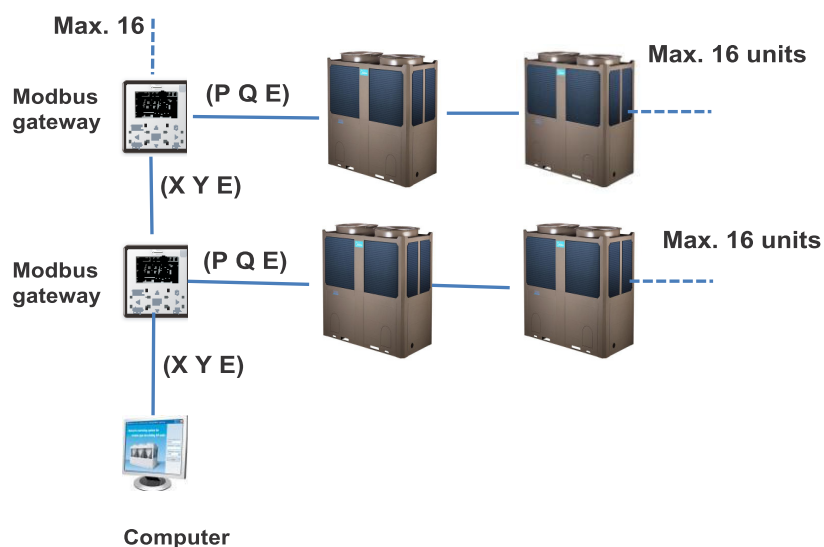 Max. 16
Max. 16 units
(P Q E)
Modbus
gateway
(X Y E)
Max. 16 units
(P Q E)
Modbus
gateway
(X Y E)
Computer